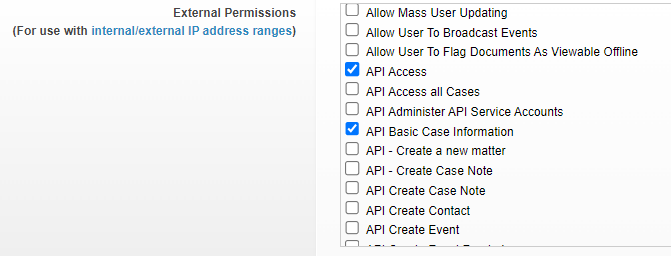 External Permissions
(For use with internal/external IP address ranges)
Allow Mass User Updating
Allow User To Broadcast Events
Allow User To Flag Documents As Viewable Offline
API Access
API Access all Cases
API Administer API Service Accounts
API Basic Case Information
API - Create a new matter
API - Create Case Note
API Create Case Note
API Create Contact
API Create Event